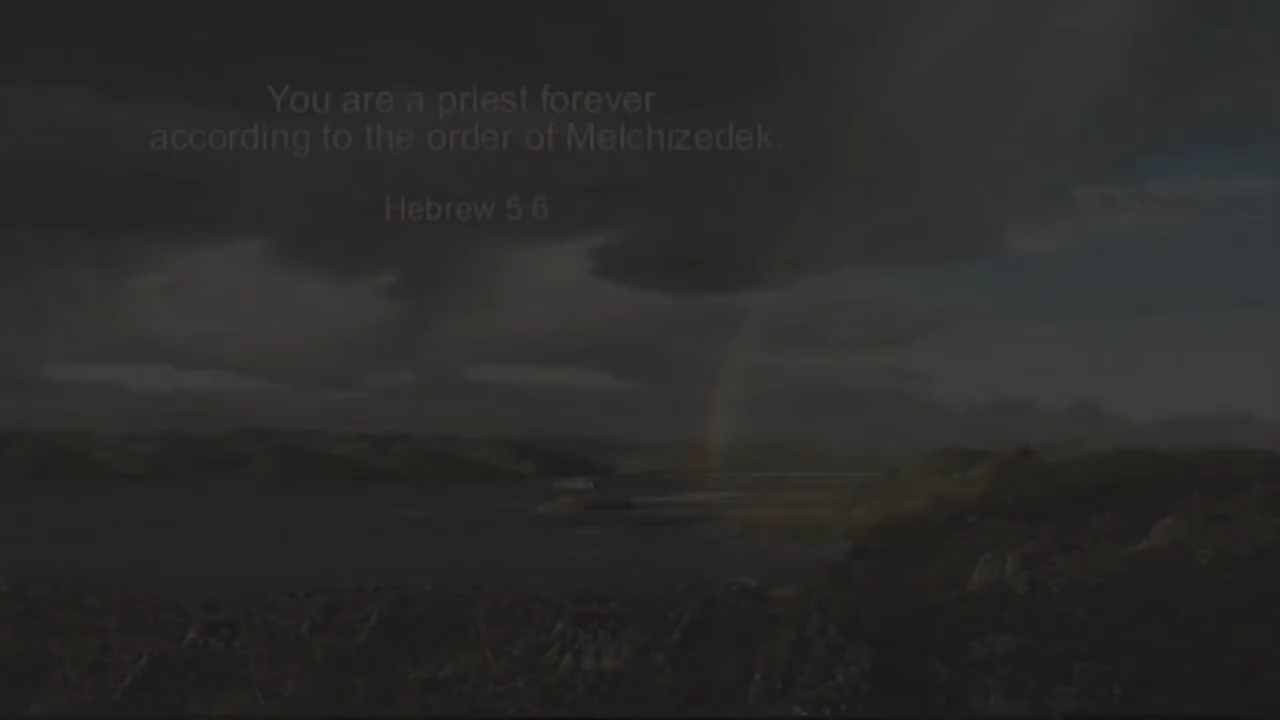 You are a priest forever
according to the order of Melchizedek.
Hebrew 5:6